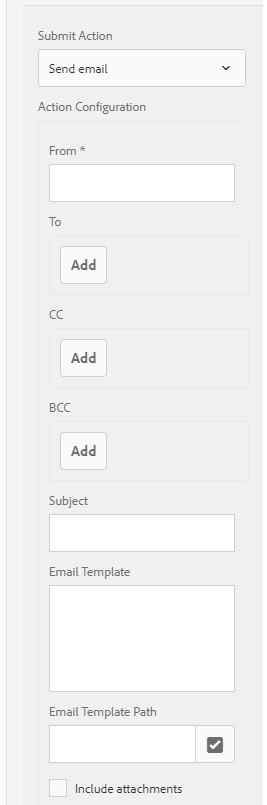 Submit Action
Send email
Action Configuration
From *
To
Add
CC
Add
BCC
Add
Subject
Email Template
Email Template Path
Include attachments